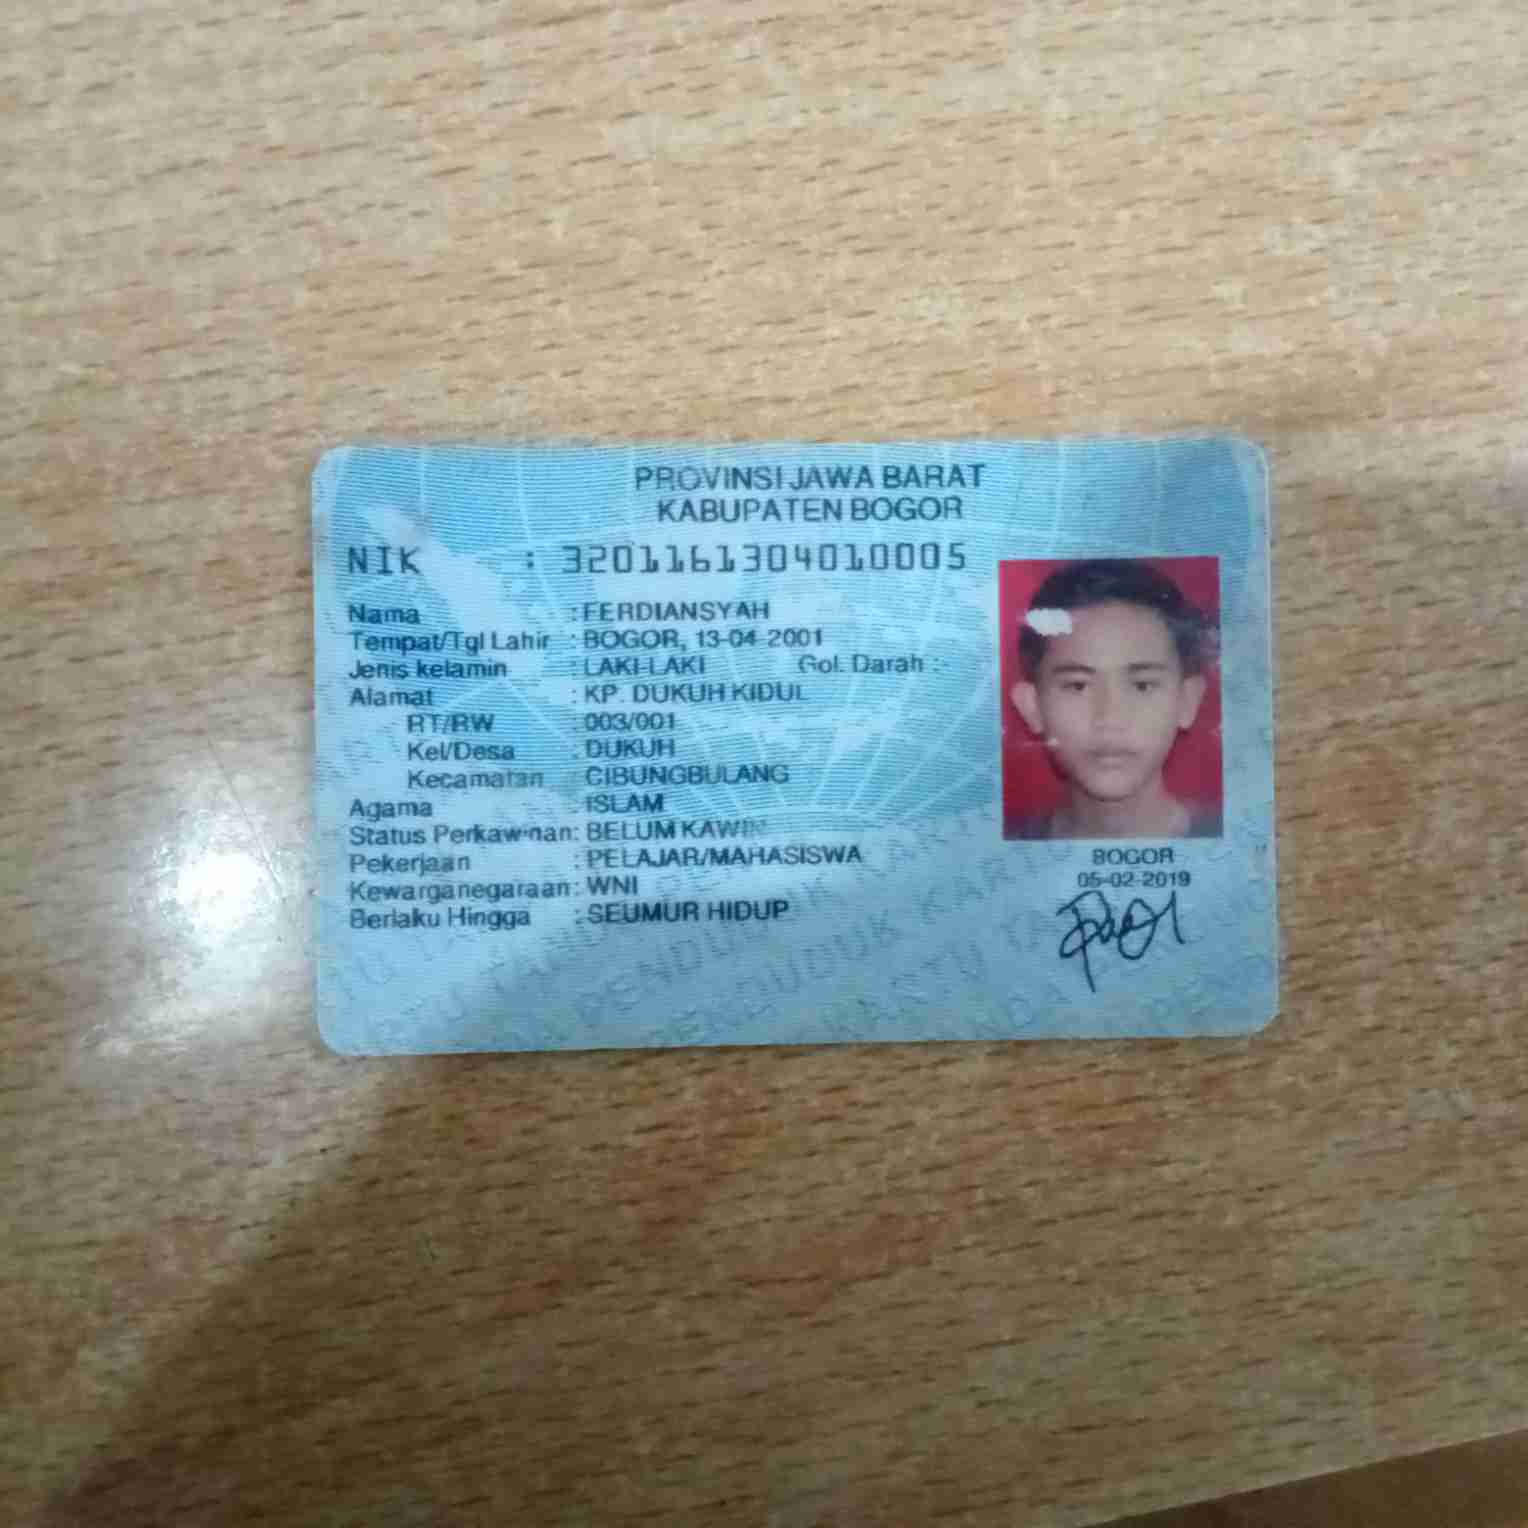 PROVINSI JAWA BARAT
KABUPATEN BOGOR
NIK : 3201161304010005
Nama : FERDIANSYAH
Tempat/Tgl Lahir : BOGOR, 13-04-2001
Jenis kelamin : LAKI-LAKI Gol. Darah : -
Alamat : KP. DUKUH KIDUL
RT/RW : 003/001
Kel/Desa : DUKUH
Kecamatan : CIBUNGBULANG
Agama : ISLAM
Status Perkawinan: BELUM KAWIN
Pekerjaan : PELAJAR/MAHASISWA
Kewarganegaraan: WNI
Berlaku Hingga : SEUMUR HIDUP
BOGOR
05-02-2019